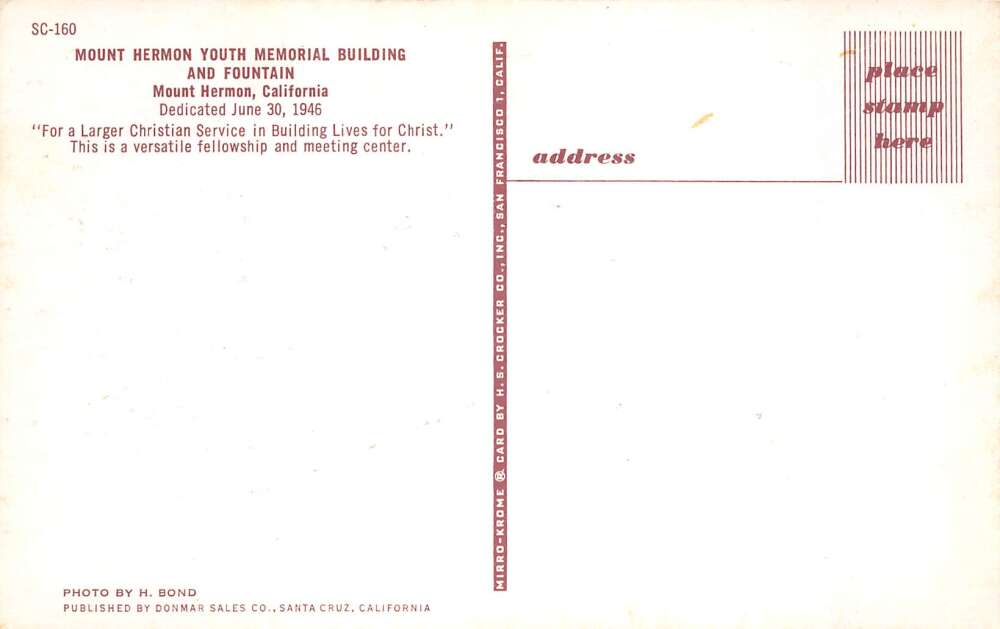 SC-160
MOUNT HERMON YOUTH MEMORIAL BUILDING
AND FOUNTAIN
Mount Hermon, California
Dedicated June 30, 1946
"For a Larger Christian Service in Building Lives for Christ."
This is a versatile fellowship and meeting center.
PHOTO BY H. BOND
PUBLISHED BY DONMAR SALES CO., SANTA CRUZ, CALIFORNIA
MIRRO-KROME ® CARD BY H. S. CROCKER CO., INC., SAN FRANCISCO 1, CALIF.
address
place
stamp
here